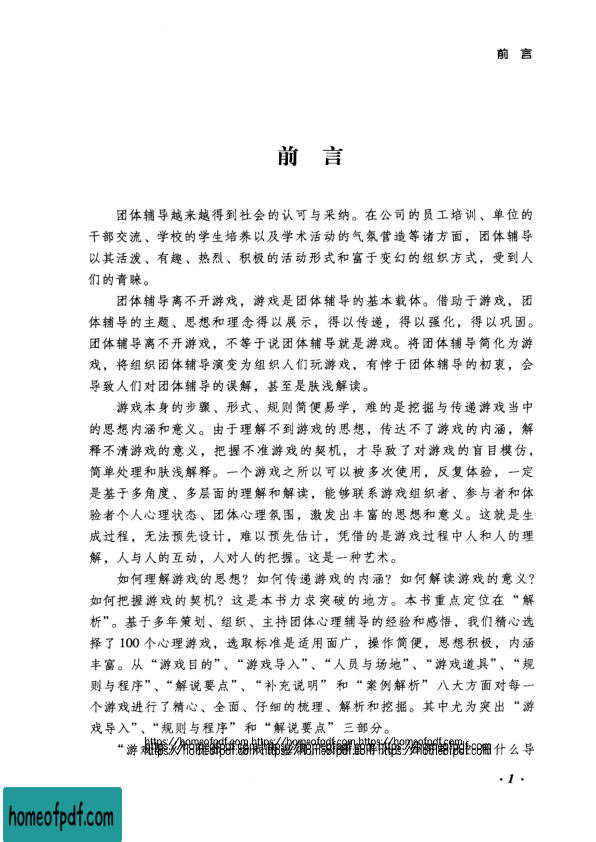 前 言
前 言
团体辅导越来越得到社会的认可与采纳。在公司的员工培训、单位的
干部交流、学校的学生培养以及学术活动的气氛营造等诸方面，团体辅导
以其活泼、有趣、热烈、积极的活动形式和富于变幻的组织方式，受到人
们的青睐。
团体辅导离不开游戏，游戏是团体辅导的基本载体。借助于游戏，团
体辅导的主题、思想和理念得以展示，得以传递，得以强化，得以巩固。
团体辅导离不开游戏，不等于说团体辅导就是游戏。将团体辅导简化为游
戏，将组织团体辅导演变为组织人们玩游戏，有悖于团体辅导的初衷，会
导致人们对团体辅导的误解，甚至是肤浅解读。
游戏本身的步骤、形式、规则简便易学，难的是挖掘与传递游戏当中
的思想内涵和意义。由于理解不到游戏的思想，传达不了游戏的内涵，解
释不清游戏的意义，把握不准游戏的契机，才导致了对游戏的盲目模仿，
简单处理和肤浅解释。一个游戏之所以可以被多次使用，反复体验，一定
是基于多角度、多层面的理解和解读，能够联系游戏组织者、参与者和体
验者个人心理状态、团体心理氛围，激发出丰富的思想和意义。这就是生
成过程，无法预先设计，难以预先估计，凭借的是游戏过程中人和人的理
解，人与人的互动，人对人的把握。这是一种艺术。
如何理解游戏的思想？如何传递游戏的内涵？如何解读游戏的意义？
如何把握游戏的契机？这是本书力求突破的地方。本书重点定位在“解
析”。基于多年策划、组织、主持团体心理辅导的经验和感悟，我们精心选
择了 100 个心理游戏，选取标准是适用面广，操作简便，思想积极，内涵
丰富。从“游戏目的”、“游戏导入”、“人员与场地”、“游戏道具”、“规
则与程序”、“解说要点”、“补充说明”和“案例解析”八大方面对每一
个游戏进行了精心、全面、仔细的梳理、解析和挖掘。其中尤为突出“游
戏导入”、“规则与程序”和“解说要点”三部分。
“游戏 什么导
https://homeofpdf.com https://homeofpdf.com
https://homeofpdf.com https://homeofpdf.com https://homeofpdf.com
· 1 ·
homeofpdf.com